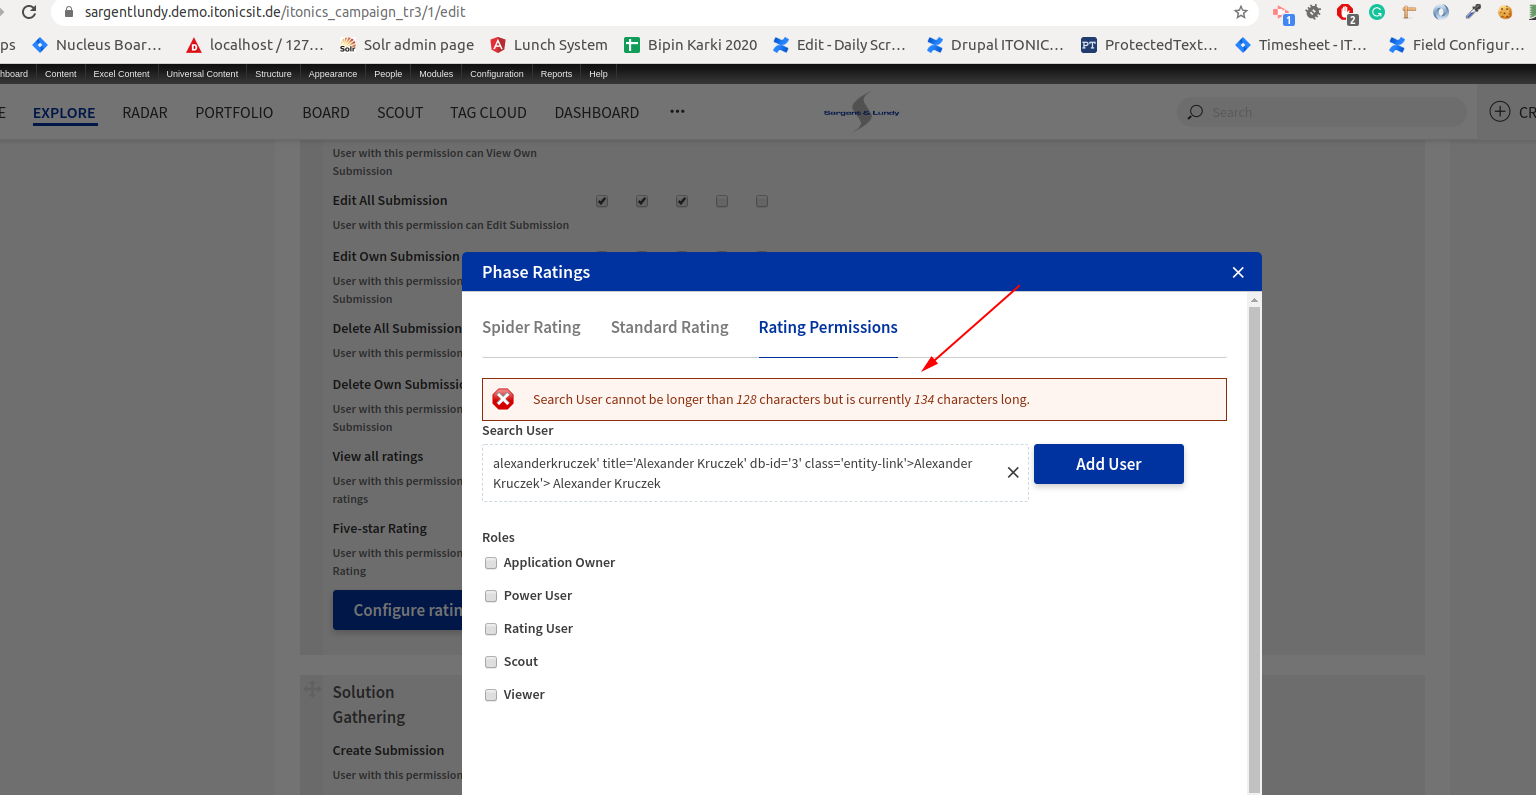 sargentlundy.demo.itonicsit.de/itonics_campaign_tr3/1/edit
1
2
ps
Nucleus Boar...
localhost / 127...
Solr
Solr admin page
Lunch System
Bipin Karki 2020
Edit - Daily Scr...
Drupal ITONIC...
PT
ProtectedText...
Timesheet - IT...
Field Configur...
hboard
Content
Excel Content
Universal Content
Structure
Appearance
People
Modules
Configuration
Reports
Help
E
EXPLORE
RADAR
PORTFOLIO
BOARD
SCOUT
TAG CLOUD
DASHBOARD
...
Sargent & Lundy
Search
CR
User with this permission can View Own
Submission
Edit All Submission
User with this permission can Edit Submission
Edit Own Submission
User with this permission
Submission
Delete All Submission
User with this permission
Delete Own Submissio
User with this permission
Submission
View all ratings
User with this permission
ratings
Five-star Rating
User with this permission
Rating
Configure ratin
Solution
Gathering
Create Submission
User with this permission
Phase Ratings
Spider Rating
Standard Rating
Rating Permissions
Search User cannot be longer than 128 characters but is currently 134 characters long.
Search User
alexanderkruczek' title='Alexander Kruczek' db-id='3' class='entity-link'>Alexander
Kruczek'> Alexander Kruczek
Add User
Roles
Application Owner
Power User
Rating User
Scout
Viewer